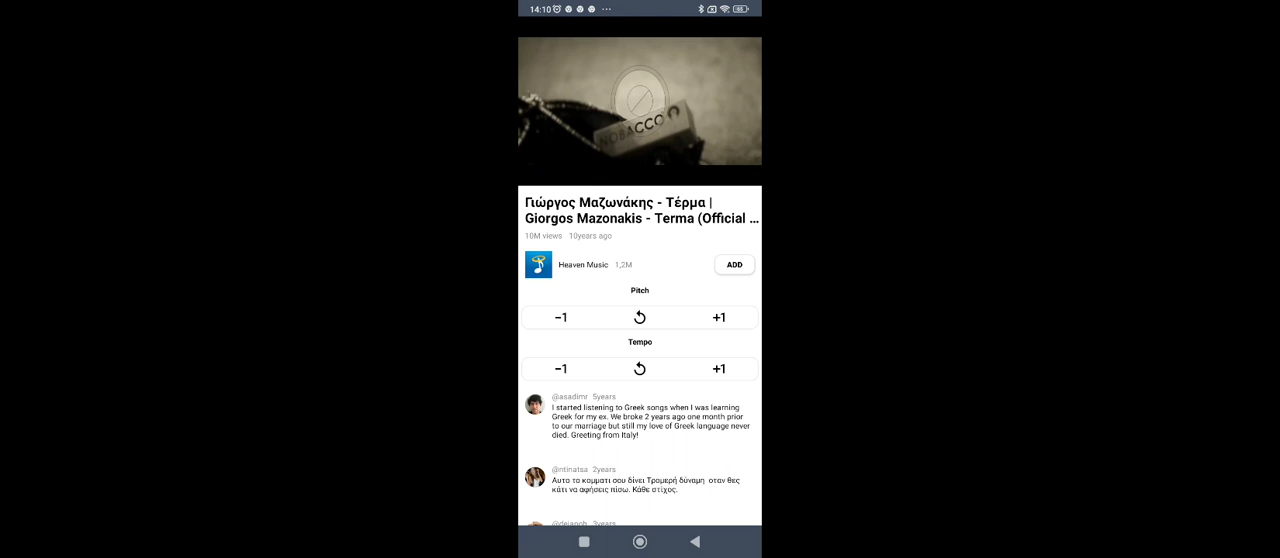 14:10
68
NOBACCO
Γιώργος Μαζωνάκης - Τέρμα |
Giorgos Mazonakis - Terma (Official ...
10M views 10years ago
Heaven Music 1,2M
ADD
Pitch
−1 +1
Tempo
−1 +1
@asadimr 5years
I started listening to Greek songs when I was learning
Greek for my ex. We broke 2 years ago one month prior
to our marriage but still my love of Greek language never
died. Greeting from Italy!
@ntinatsa 2years
Αυτο το κομματι σου δίνει Τρομερή δύναμη οταν θες
κάτι να αφήσεις πίσω. Κάθε στίχος.
3years